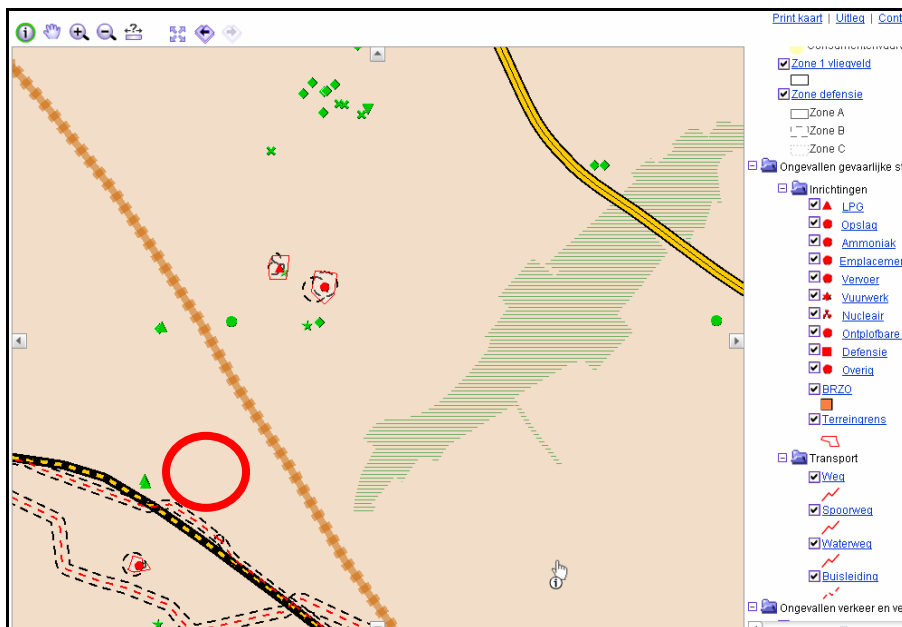 Print kaart | Uitleg | Cont
Zone 1 vliegveld
Zone defensie
Zone A
Zone B
Zone C
Ongevallen gevaarlijke st
Inrichtingen
LPG
Opslag
Ammoniak
Emplacemen
Vervoer
Vuurwerk
Nucleair
Ontplofbare
Defensie
Overig
BRZO
Terreingrens
Transport
Weg
Spoorweg
Waterweg
Buisleiding
Ongevallen verkeer en ve